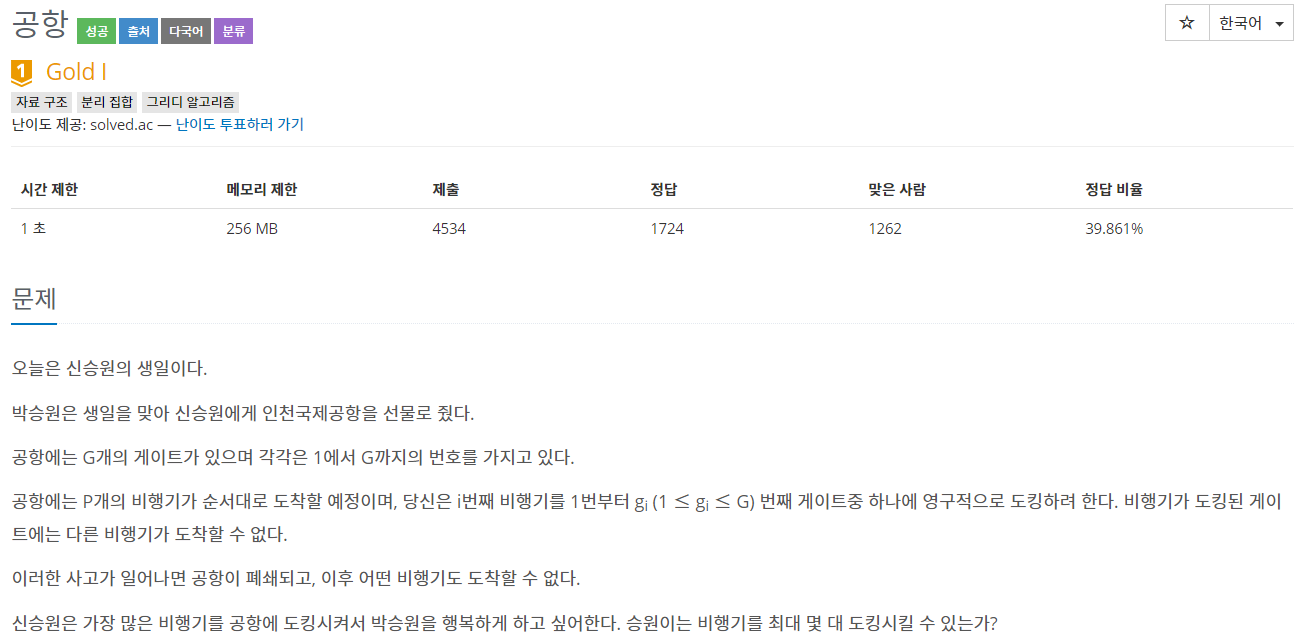 공항 성공 출처 다국어 분류 ☆ 한국어
1 Gold I
자료 구조 분리 집합 그리디 알고리즘
난이도 제공: solved.ac — 난이도 투표하러 가기
시간 제한 메모리 제한 제출 정답 맞은 사람 정답 비율
1 초 256 MB 4534 1724 1262 39.861%
문제
오늘은 신승원의 생일이다.
박승원은 생일을 맞아 신승원에게 인천국제공항을 선물로 줬다.
공항에는 G개의 게이트가 있으며 각각은 1에서 G까지의 번호를 가지고 있다.
공항에는 P개의 비행기가 순서대로 도착할 예정이며, 당신은 i번째 비행기를 1번부터 gi (1 ≤ gi ≤ G) 번째 게이트중 하나에 영구적으로 도킹하려 한다. 비행기가 도킹된 게이
트에는 다른 비행기가 도착할 수 없다.
이러한 사고가 일어나면 공항이 폐쇄되고, 이후 어떤 비행기도 도착할 수 없다.
신승원은 가장 많은 비행기를 공항에 도킹시켜서 박승원을 행복하게 하고 싶어한다. 승원이는 비행기를 최대 몇 대 도킹시킬 수 있는가?